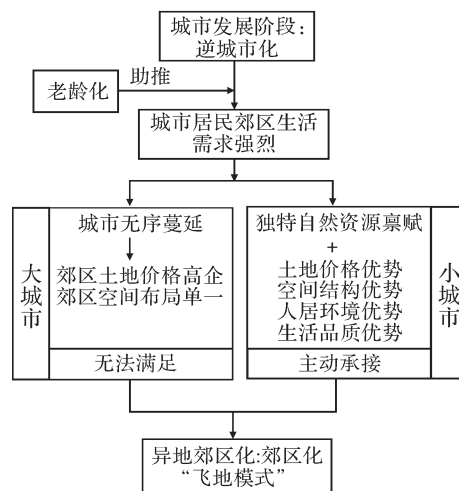 城市发展阶段:
逆城市化
老龄化
助推
城市居民郊区生活
需求强烈
大城市
城市无序蔓延
郊区土地价格高企
郊区空间布局单一
无法满足
独特自然资源禀赋
+
土地价格优势
空间结构优势
人居环境优势
生活品质优势
主动承接
小城市
异地郊区化:郊区化
“飞地模式”